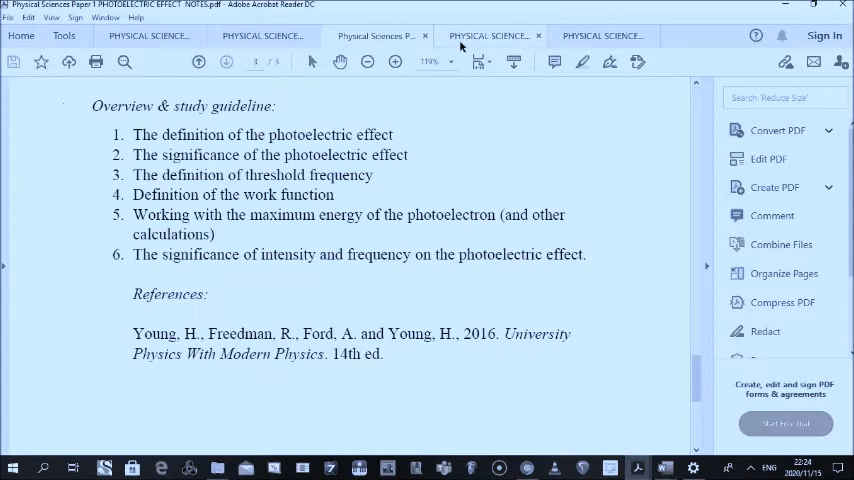 Physical Sciences Paper 1 PHOTOELECTRIC EFFECT NOTES.pdf - Adobe Acrobat Reader DC
File Edit View Sign Window Help
Home Tools PHYSICAL SCIENCE... PHYSICAL SCIENCE... Physical Sciences P... × PHYSICAL SCIENCE... × PHYSICAL SCIENCE... Sign In
3 / 3 119%
Overview & study guideline:
1. The definition of the photoelectric effect
2. The significance of the photoelectric effect
3. The definition of threshold frequency
4. Definition of the work function
5. Working with the maximum energy of the photoelectron (and other
calculations)
6. The significance of intensity and frequency on the photoelectric effect.
References:
Young, H., Freedman, R., Ford, A. and Young, H., 2016. University
Physics With Modern Physics. 14th ed.
Search 'Reduce Size'
Convert PDF
Edit PDF
Create PDF
Comment
Combine Files
Organize Pages
Compress PDF
Redact
Create, edit and sign PDF
forms & agreements
Start Free Trial
ENG
22:24
2020/11/15